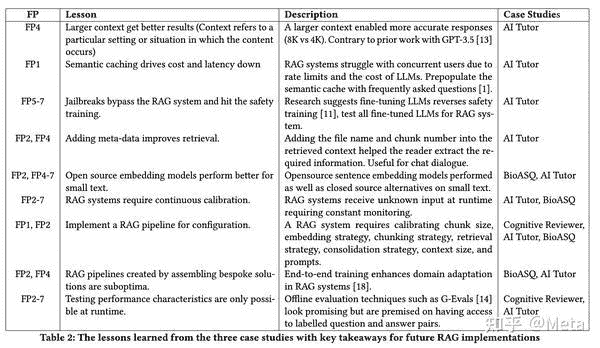 FP Lesson Description Case Studies
FP4 Larger context get better results (Context refers to A larger context enabled more accurate responses AI Tutor
particular setting or situation in which the content (8K vs 4K). Contrary to prior work with GPT-3.5 [13]
occurs)
FP1 Semantic caching drives cost and latency down RAG systems struggle with concurrent users due to AI Tutor
rate limits and the cost of LLMs. Prepopulate the
semantic cache with frequently asked questions [1].
FP5-7 Jailbreaks bypass the RAG system and hit the safety Research suggests fine-tuning LLMs reverses safety AI Tutor
training. training [11], test all fine-tuned LLMs for RAG sys-
tem.
FP2, FP4 Adding meta-data improves retrieval. Adding the file name and chunk number into the AI Tutor
retrieved context helped the reader extract the re-
quired information. Useful for chat dialogue.
FP2, FP4-7 Open source embedding models perform better for Opensource sentence embedding models performed BioASQ, AI Tutor
small text. as well as closed source alternatives on small text.
FP2-7 RAG systems require continuous calibration. RAG systems receive unknown input at runtime AI Tutor, BioASQ
requiring constant monitoring.
FP1, FP2 Implement a RAG pipeline for configuration. A RAG system requires calibrating chunk size, Cognitive Reviewer,
embedding strategy, chunking strategy, retrieval AI Tutor, BioASQ
strategy, consolidation strategy, context size, and
prompts.
FP2, FP4 RAG pipelines created by assembling bespoke solu- End-to-end training enhances domain adaptation BioASQ, AI Tutor
tions are suboptima. in RAG systems [18].
FP2-7 Testing performance characteristics are only possi- Offline evaluation techniques such as G-Evals [14] Cognitive Reviewer,
ble at runtime. look promising but are premised on having access AI Tutor
to labelled question and answer pairs.
Table 2: The lessons learned from the three case studies with key takeaways for future RAG implementations
知乎 @Meta